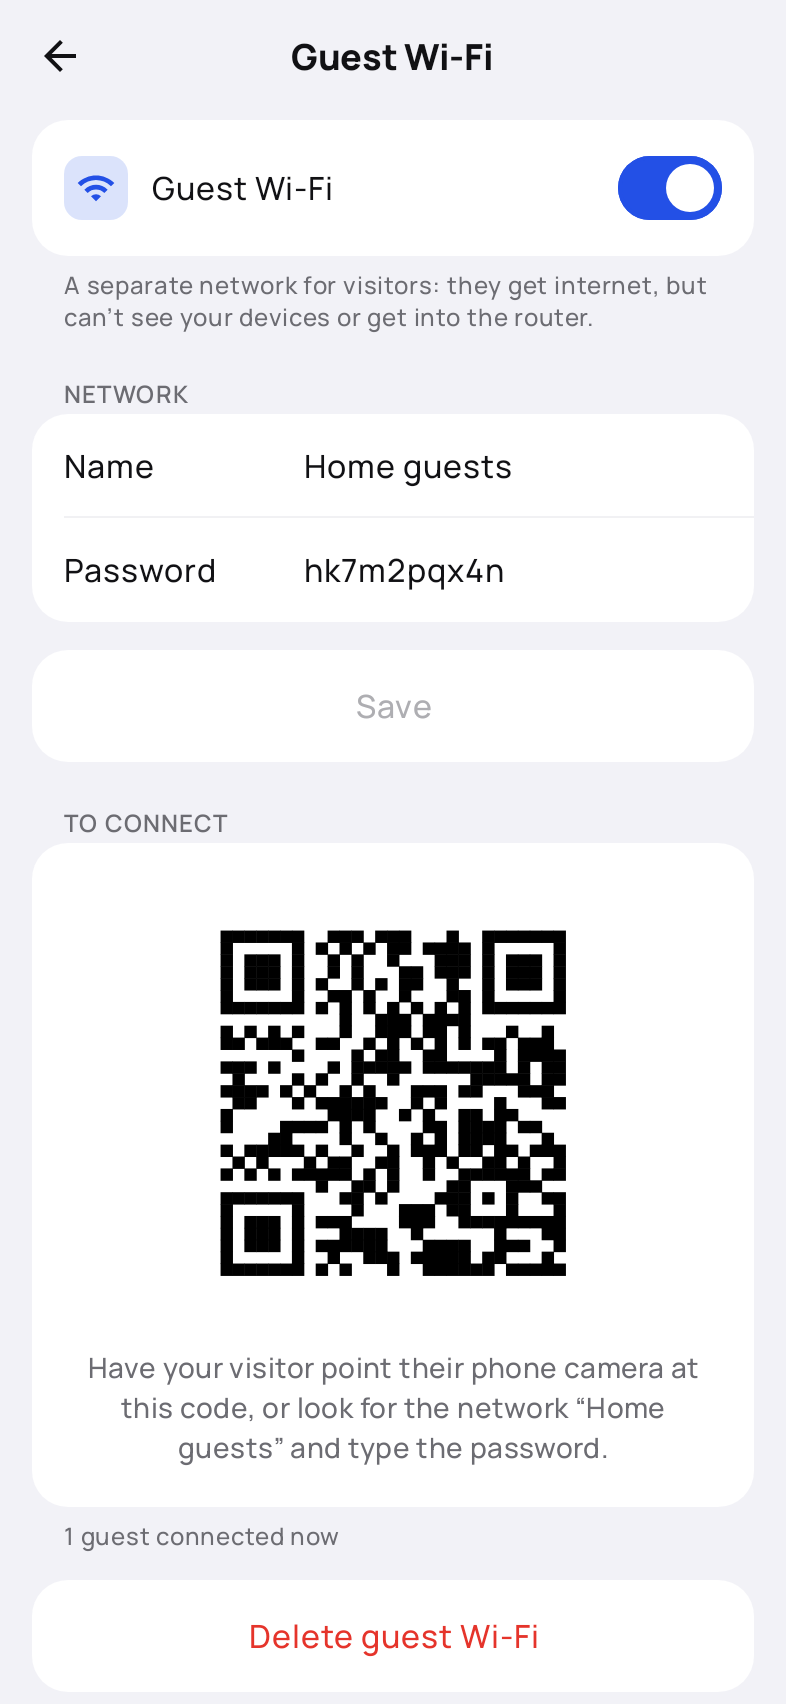 Guest Wi-Fi
Guest Wi-Fi
A separate network for visitors: they get internet, but
can’t see your devices or get into the router.
NETWORK
Name Home guests
Password hk7m2pqx4n
Save
TO CONNECT
Have your visitor point their phone camera at
this code, or look for the network “Home
guests” and type the password.
1 guest connected now
Delete guest Wi-Fi